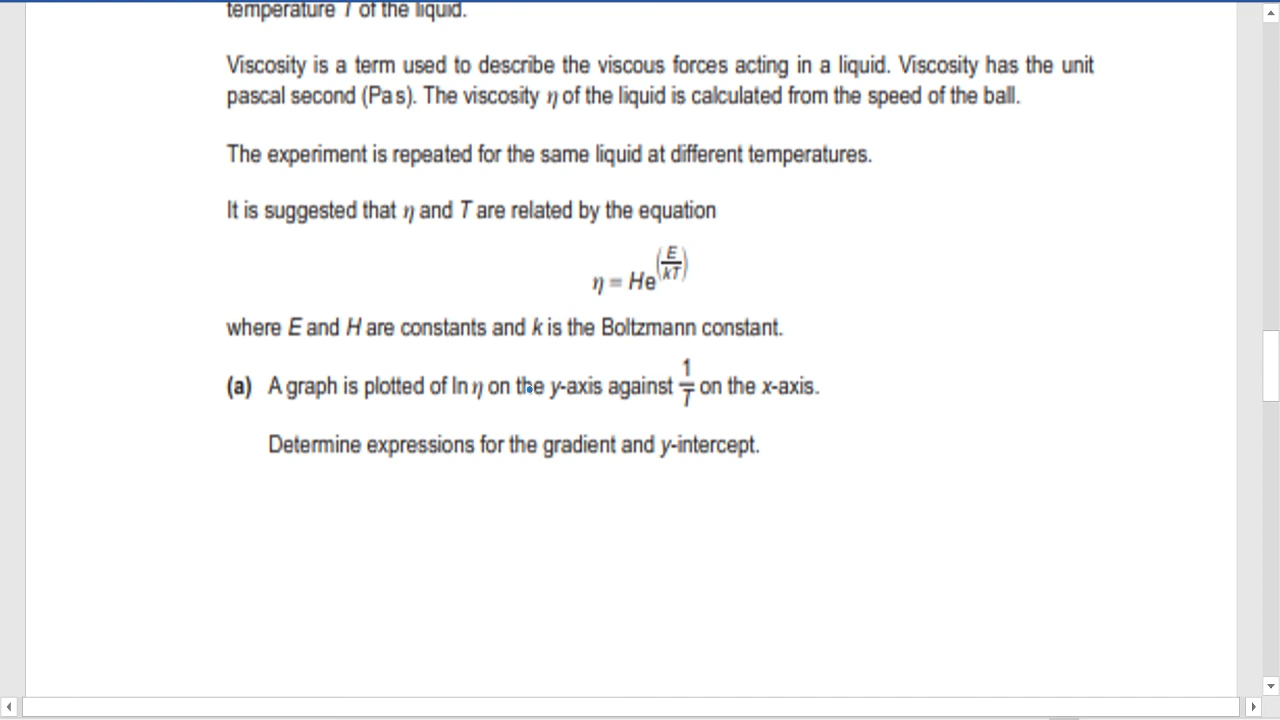 temperature T of the liquid.
Viscosity is a term used to describe the viscous forces acting in a liquid. Viscosity has the unit
pascal second (Pa s). The viscosity η of the liquid is calculated from the speed of the ball.
The experiment is repeated for the same liquid at different temperatures.
It is suggested that η and T are related by the equation
η = He^(E/kT)
where E and H are constants and k is the Boltzmann constant.
(a) A graph is plotted of ln η on the y-axis against 1/T on the x-axis.
Determine expressions for the gradient and y-intercept.